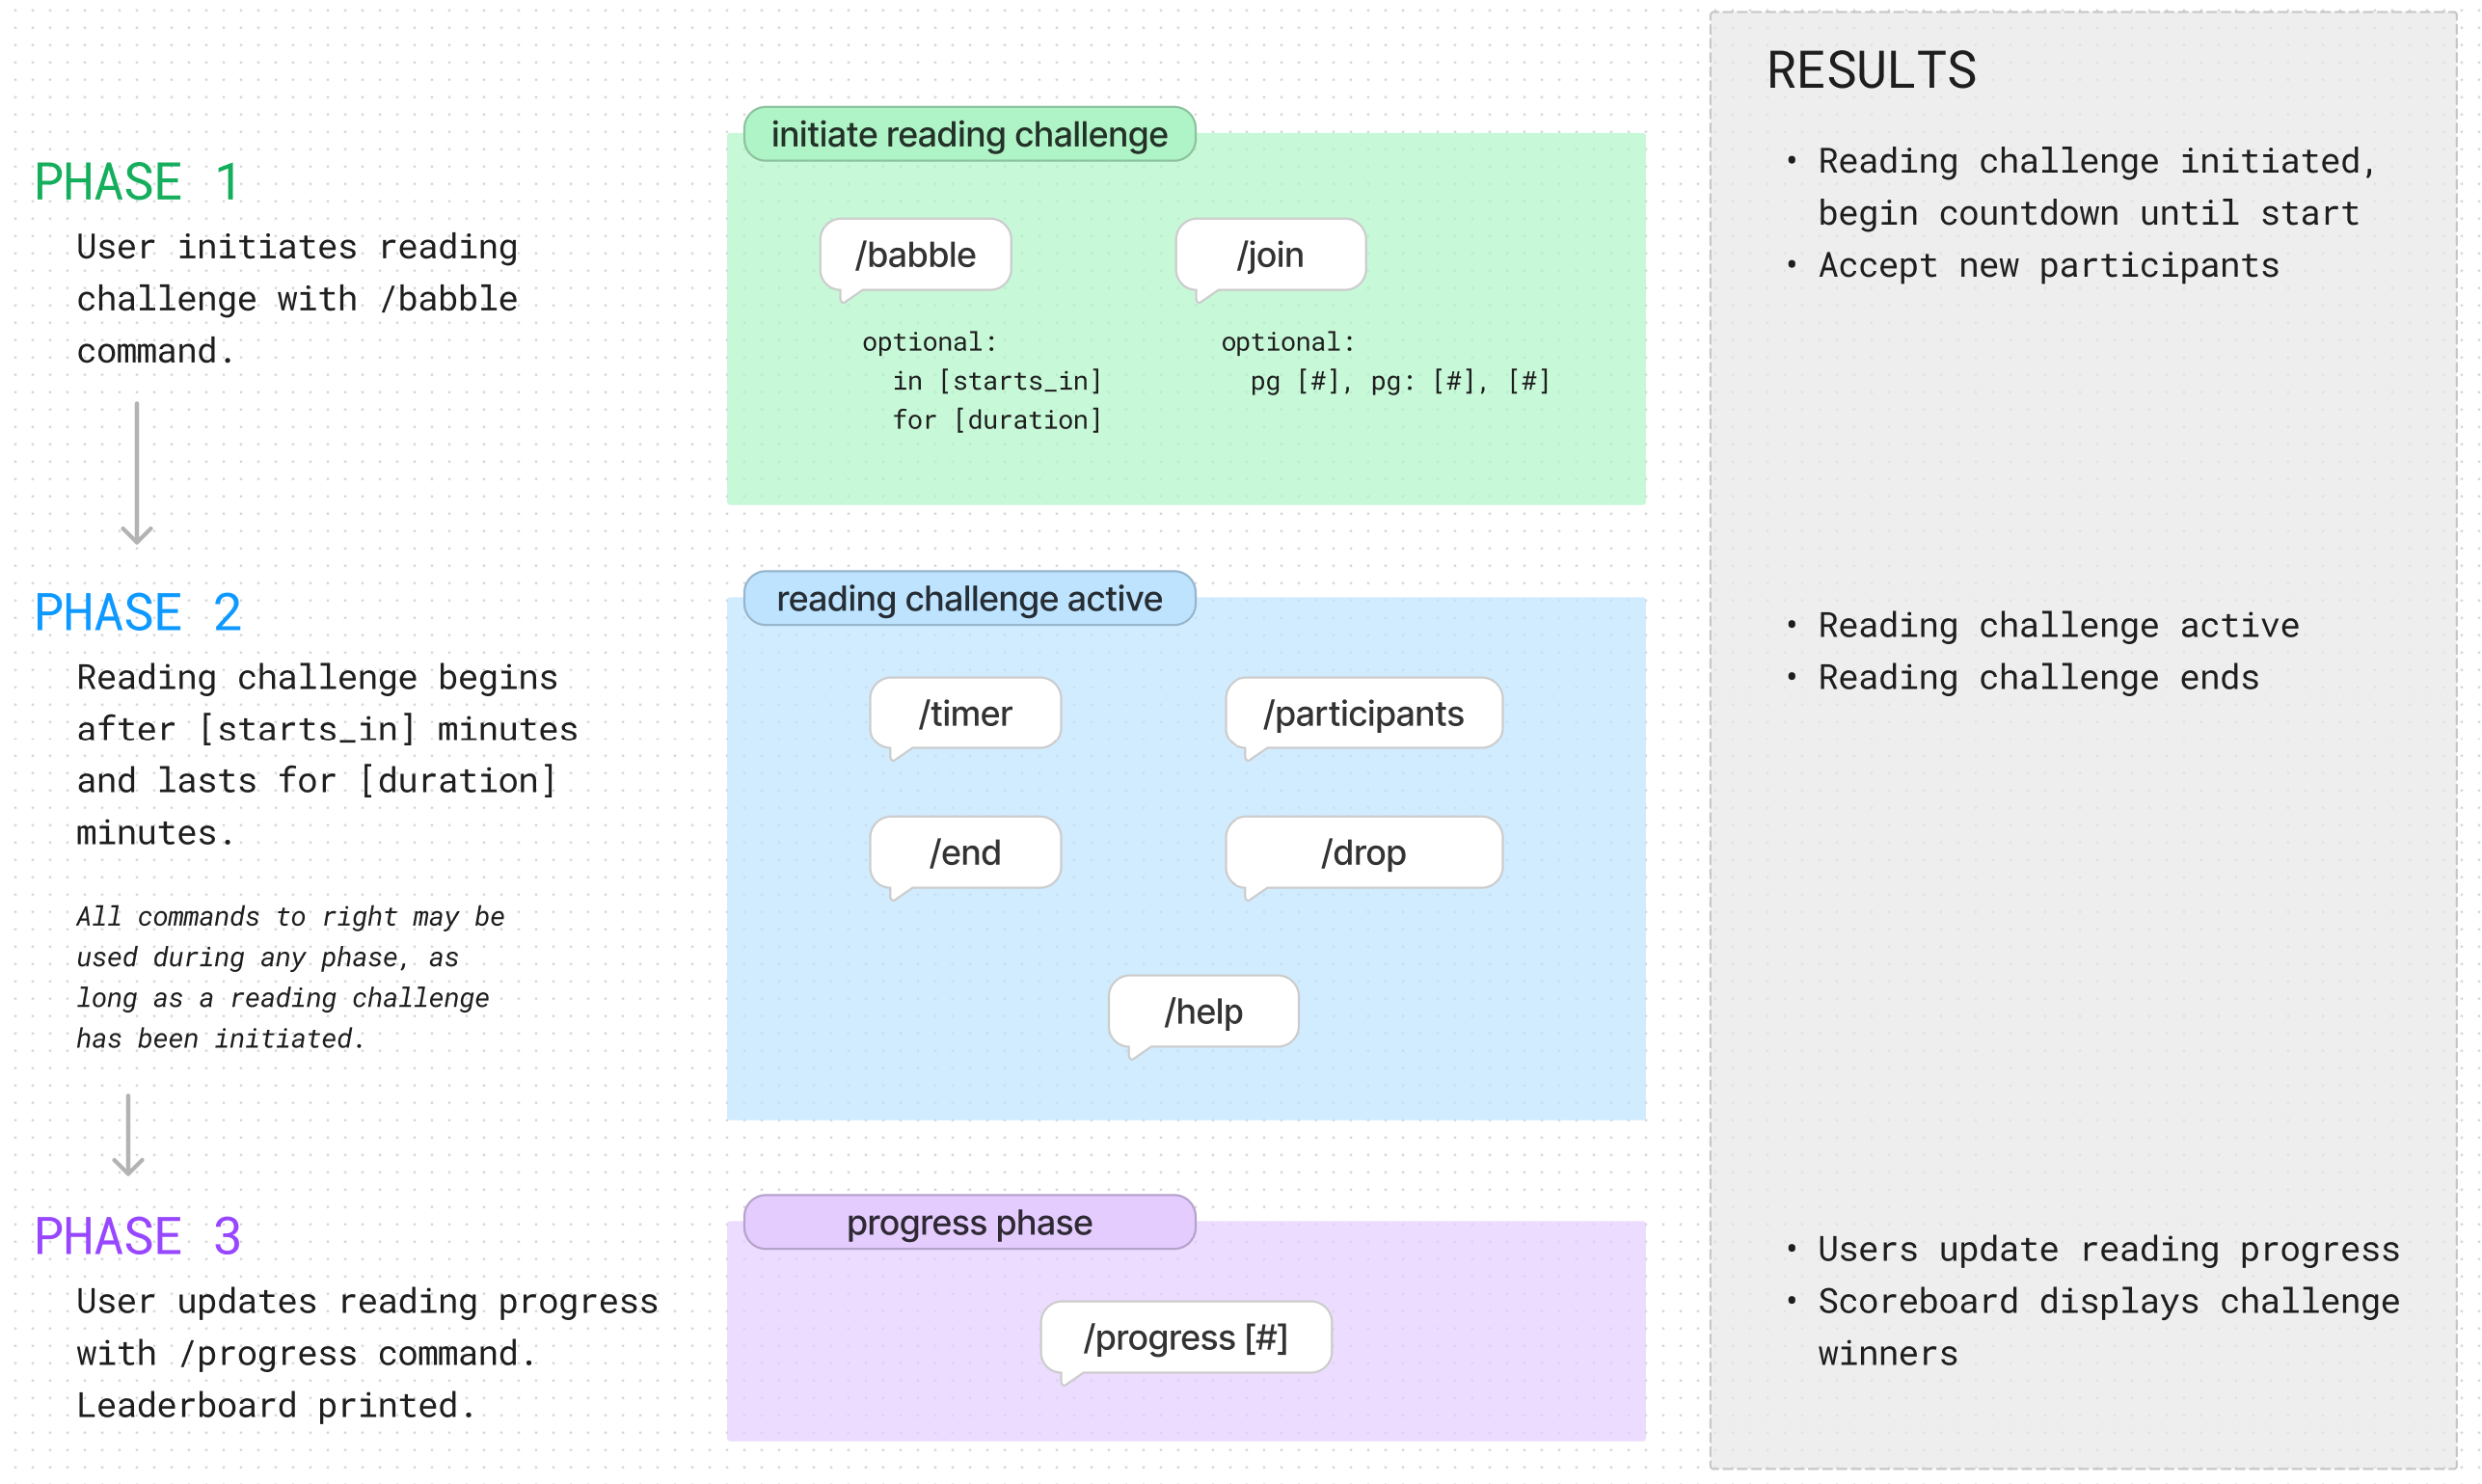 PHASE 1
User initiates reading
challenge with /babble
command.
initiate reading challenge
/babble
optional:
in [starts_in]
for [duration]
/join
optional:
pg [#], pg: [#], [#]
PHASE 2
Reading challenge begins
after [starts_in] minutes
and lasts for [duration]
minutes.
All commands to right may be
used during any phase, as
long as a reading challenge
has been initiated.
reading challenge active
/timer
/participants
/end
/drop
/help
PHASE 3
User updates reading progress
with /progress command.
Leaderboard printed.
progress phase
/progress [#]
RESULTS
• Reading challenge initiated,
begin countdown until start
• Accept new participants
• Reading challenge active
• Reading challenge ends
• Users update reading progress
• Scoreboard displays challenge
winners